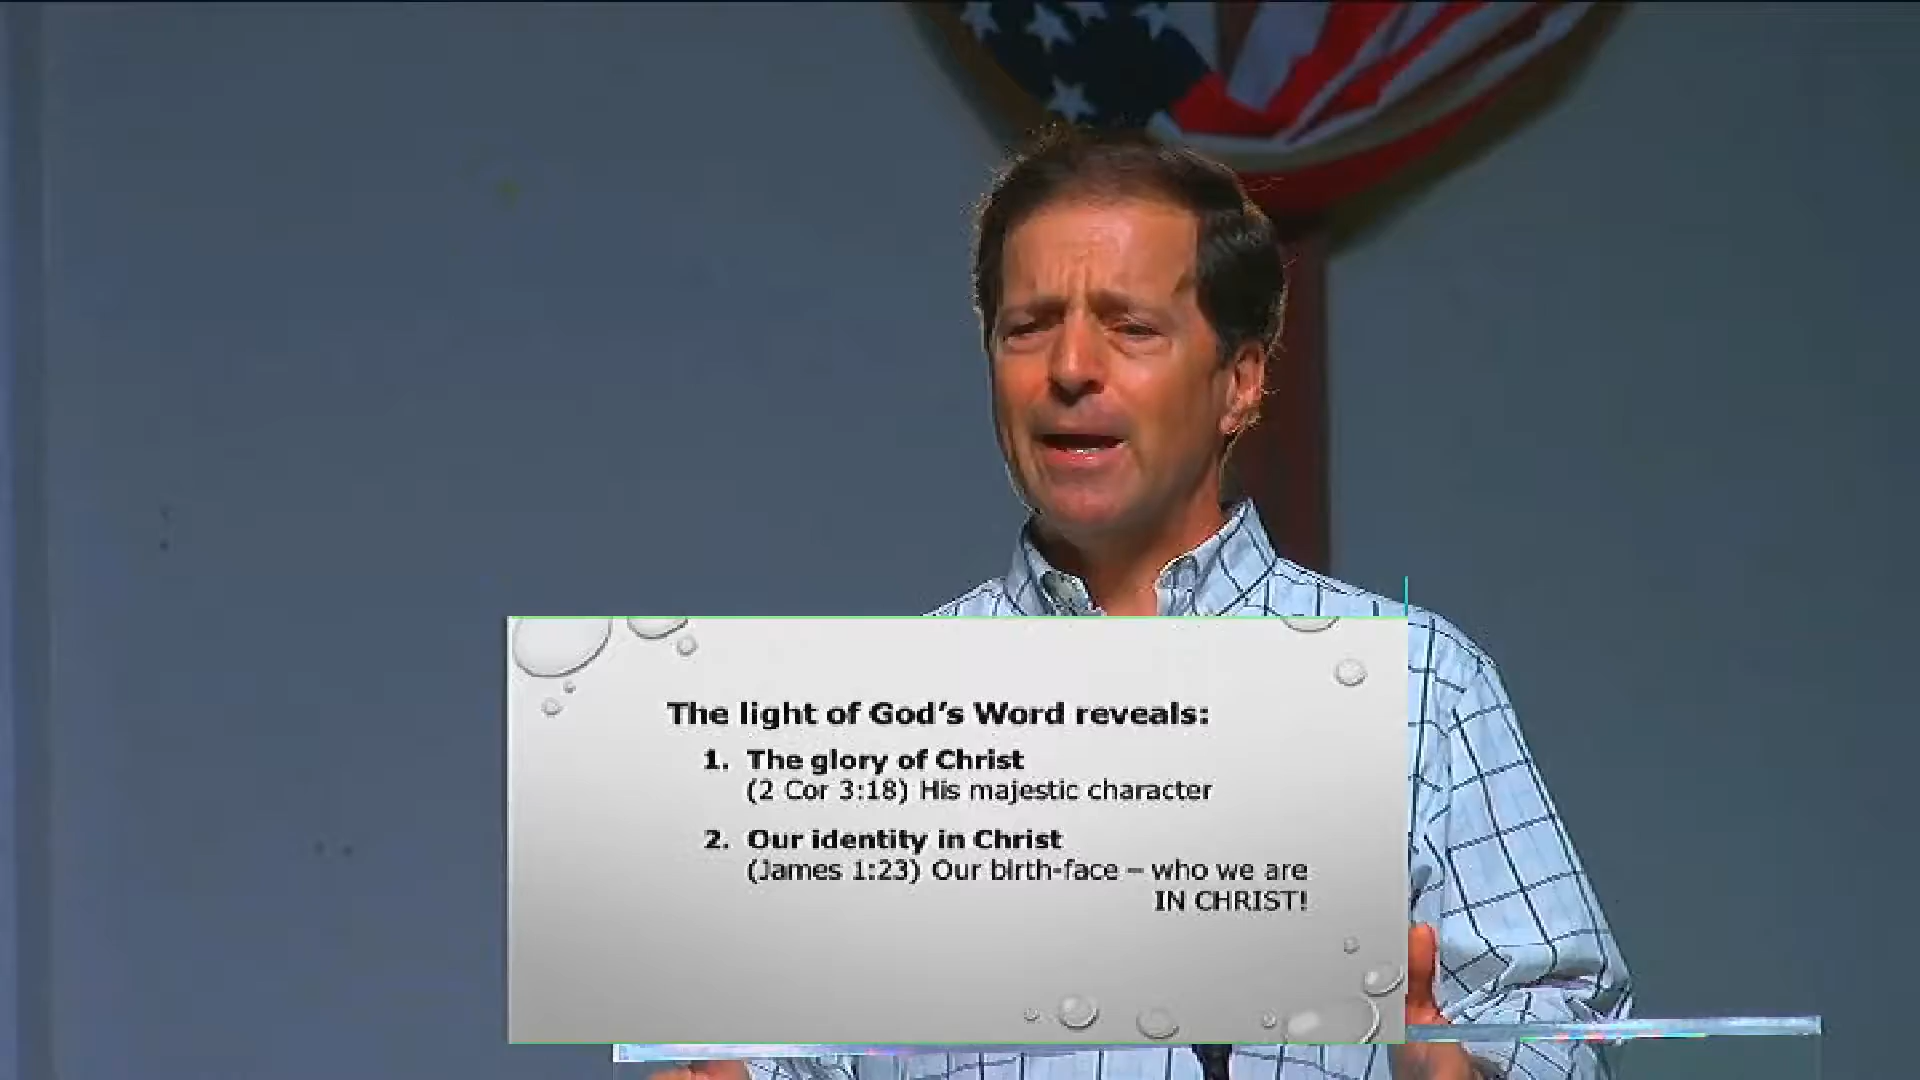 The light of God's Word reveals:
1. The glory of Christ
(2 Cor 3:18) His majestic character
2. Our identity in Christ
(James 1:23) Our birth-face – who we are
IN CHRIST!